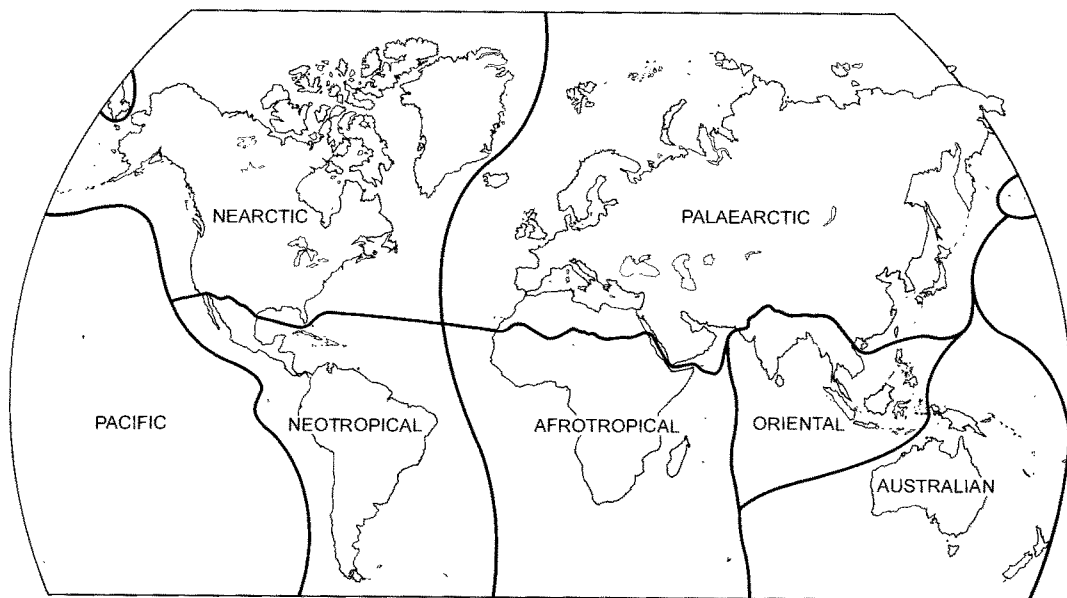 NEARCTIC
PALAEARCTIC
PACIFIC
NEOTROPICAL
AFROTROPICAL
ORIENTAL
AUSTRALIAN